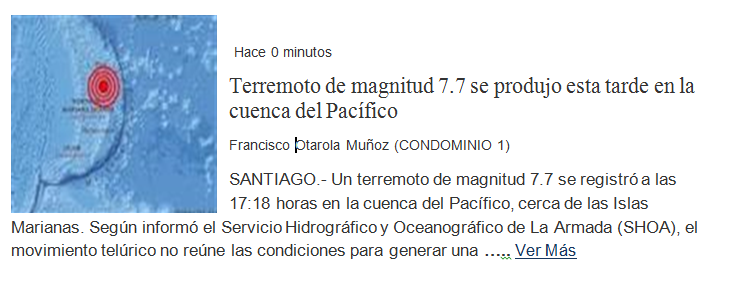 Hace 0 minutos
Terremoto de magnitud 7.7 se produjo esta tarde en la
cuenca del Pacífico
Francisco Otarola Muñoz (CONDOMINIO 1)
SANTIAGO.- Un terremoto de magnitud 7.7 se registró a las
17:18 horas en la cuenca del Pacífico, cerca de las Islas
Marianas. Según informó el Servicio Hidrográfico y Oceanográfico de La Armada (SHOA), el
movimiento telúrico no reúne las condiciones para generar una ….. Ver Más